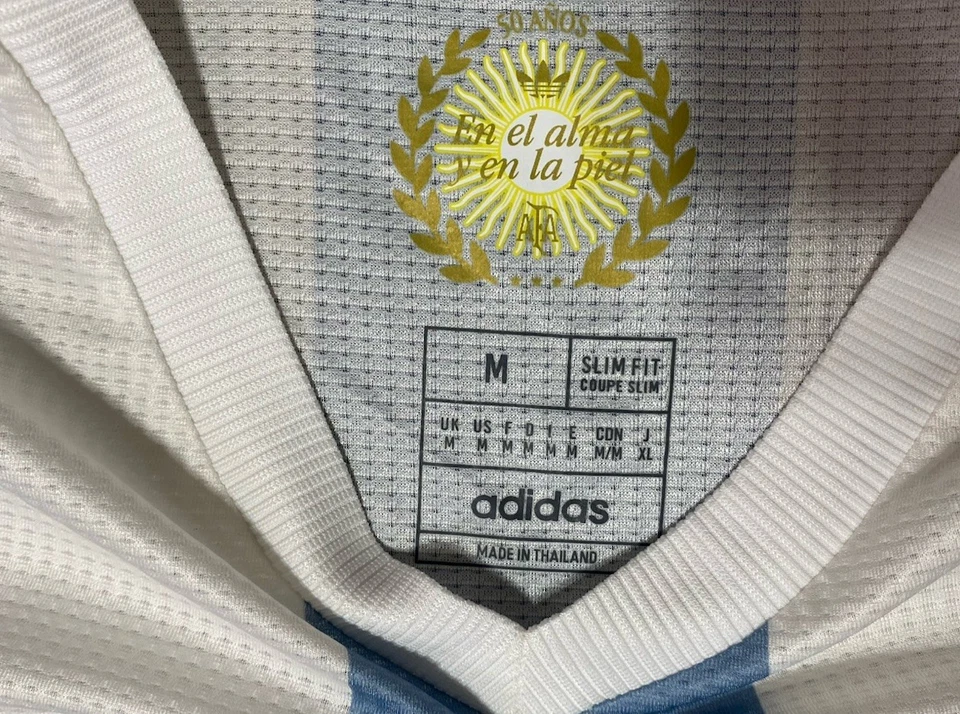 50 AÑOS
En el alma
y en la piel
AFA
M
SLIM FIT
COUPE SLIM
UK US F D I E CDN J
M M M M M M M/M XL
adidas
MADE IN THAILAND